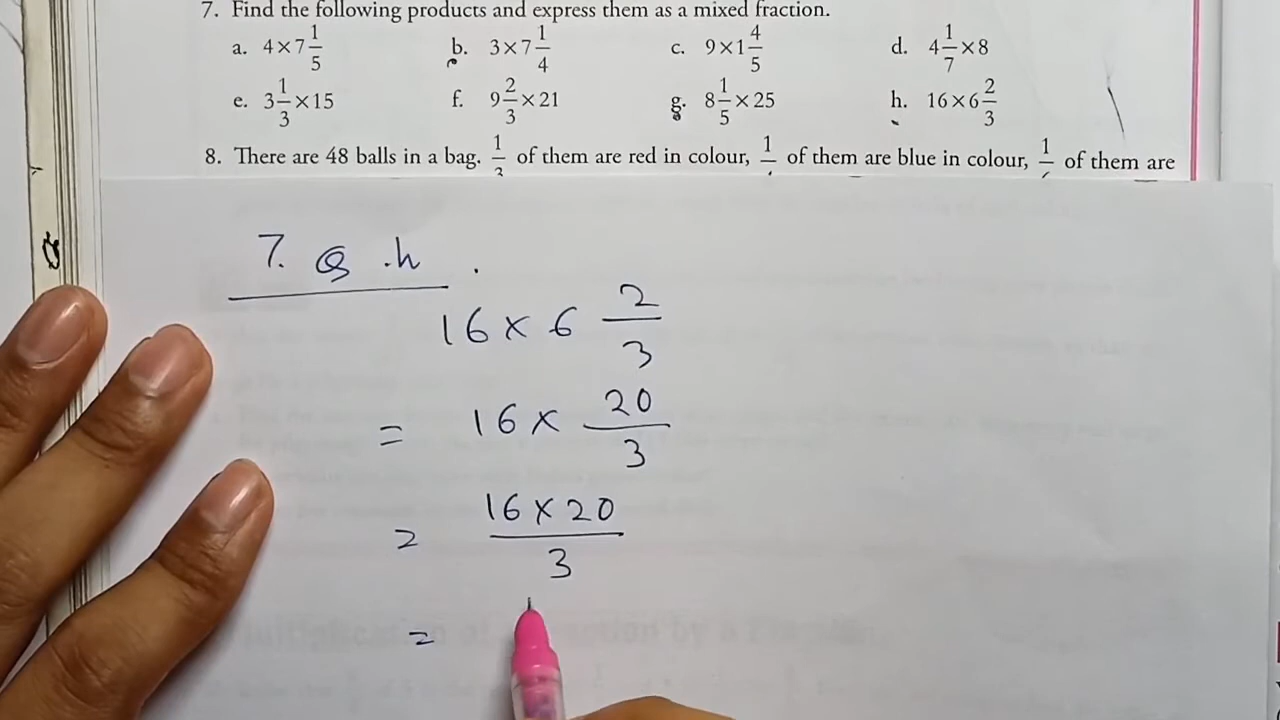 7. Find the following products and express them as a mixed fraction.
a. 4×7 1/5 b. 3×7 1/4 c. 9×1 4/5 d. 4 1/7×8
e. 3 1/3×15 f. 9 2/3×21 g. 8 1/5×25 h. 16×6 2/3
8. There are 48 balls in a bag. 1/3 of them are red in colour, 1/ of them are blue in colour, 1/ of them are
7. Q .h
16 × 6 2/3
= 16 × 20/3
= 16 × 20/3
=